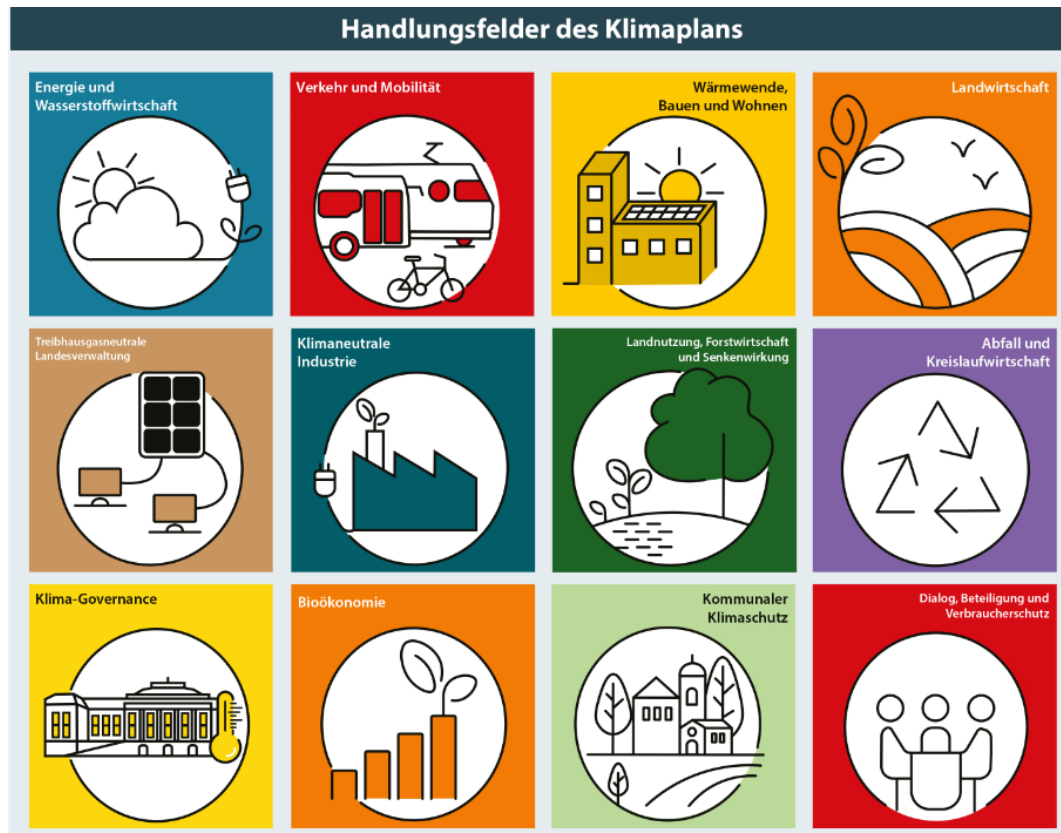 Handlungsfelder des Klimaplans
Energie und
Wasserstoffwirtschaft
Verkehr und Mobilität
Wärmewende,
Bauen und Wohnen
Landwirtschaft
Treibhausgasneutrale
Landesverwaltung
Klimaneutrale
Industrie
Landnutzung, Forstwirtschaft
und Senkenwirkung
Abfall und
Kreislaufwirtschaft
Klima-Governance
Bioökonomie
Kommunaler
Klimaschutz
Dialog, Beteiligung und
Verbraucherschutz